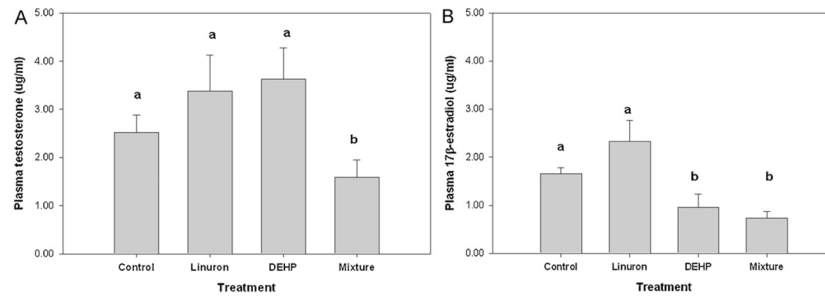 A
Plasma testosterone (ug/ml)
5.00
4.00
3.00
2.00
1.00
0.00
a
a
a
b
Control Linuron DEHP Mixture
Treatment
B
Plasma 17β-estradiol (ug/ml)
5.00
4.00
3.00
2.00
1.00
0.00
a
a
b
b
Control Linuron DEHP Mixture
Treatment